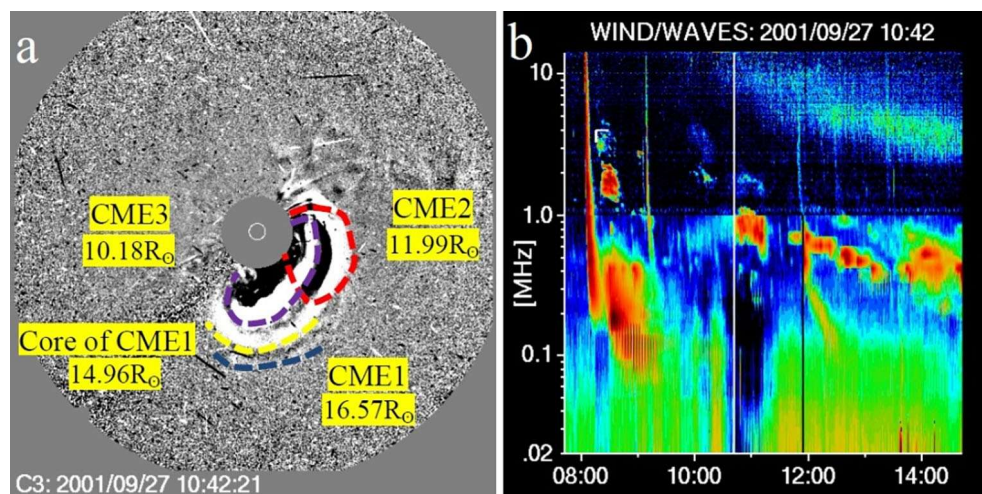 a
CME3
10.18R⊙
CME2
11.99R⊙
Core of CME1
14.96R⊙
CME1
16.57R⊙
C3: 2001/09/27 10:42:21
b
WIND/WAVES: 2001/09/27 10:42
10
1.0
[MHz]
0.1
.02
08:00 10:00 12:00 14:00